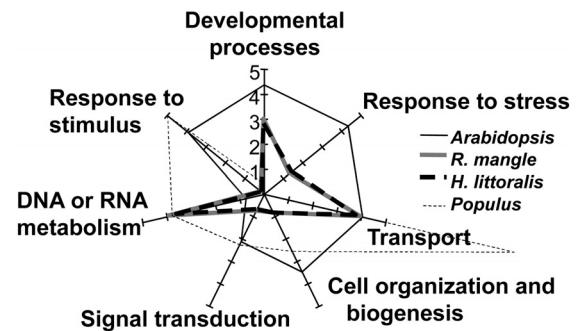 Developmental
processes
5
4
3
2
1
Response to
stimulus
Response to stress
Arabidopsis
R. mangle
H. littoralis
Populus
DNA or RNA
metabolism
Transport
Cell organization and
biogenesis
Signal transduction